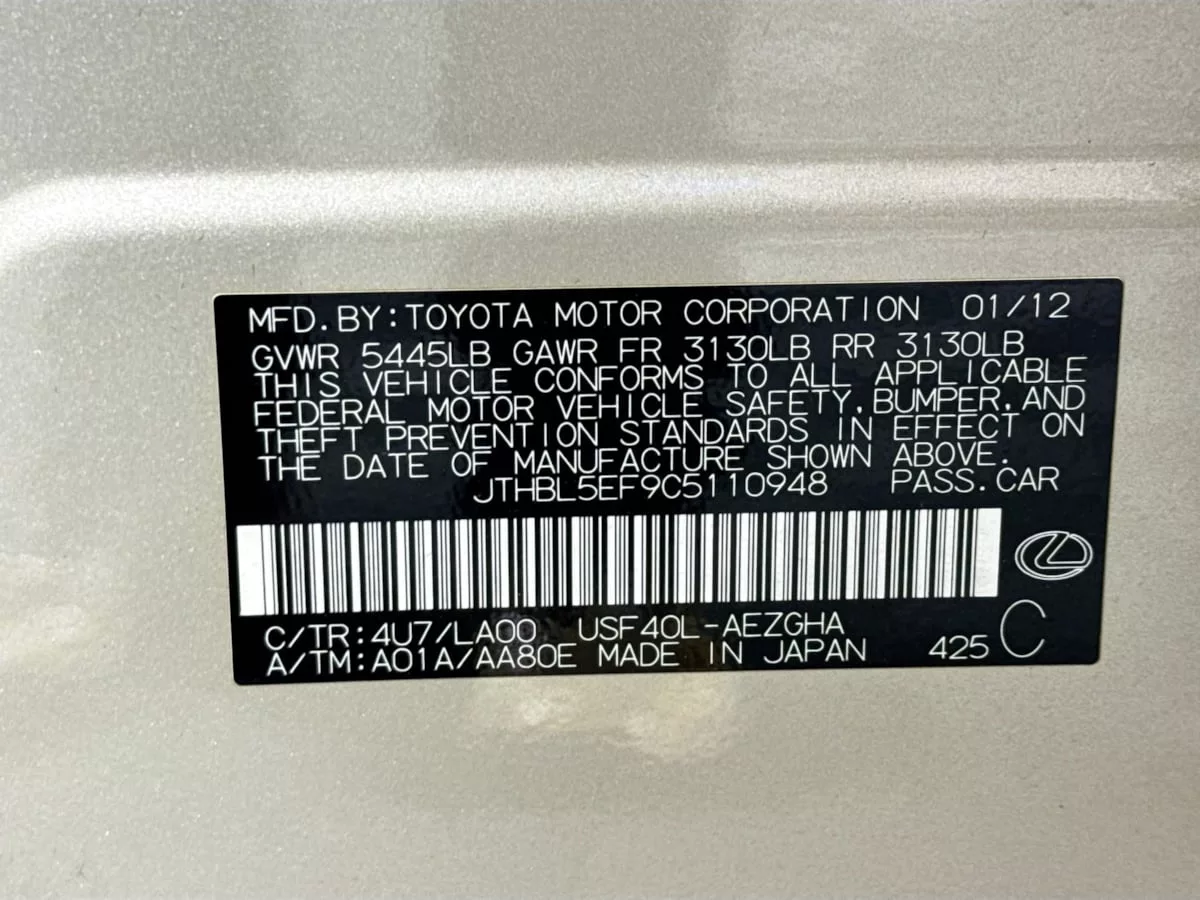 MFD.BY:TOYOTA MOTOR CORPORATION 01/12
GVWR 5445LB GAWR FR 3130LB RR 3130LB
THIS VEHICLE CONFORMS TO ALL APPLICABLE
FEDERAL MOTOR VEHICLE SAFETY,BUMPER,AND
THEFT PREVENTION STANDARDS IN EFFECT ON
THE DATE OF MANUFACTURE SHOWN ABOVE.
JTHBL5EF9C5110948 PASS.CAR
C/TR:4U7/LA00 USF40L-AEZGHA
A/TM:A01A/AA80E MADE IN JAPAN 425 C